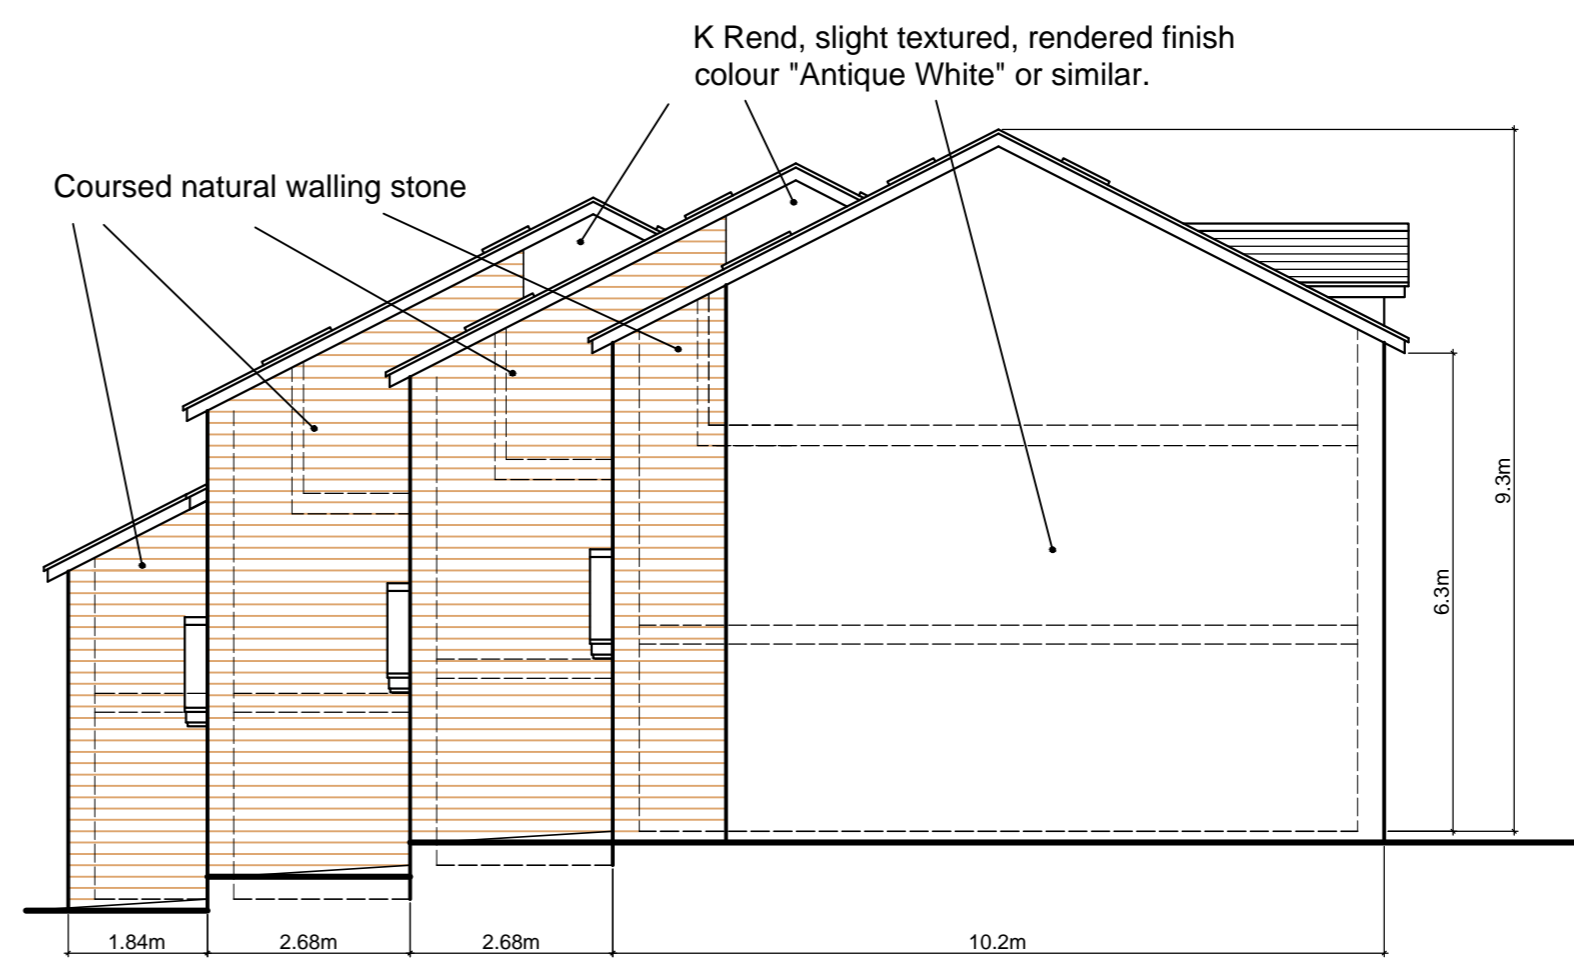 K Rend, slight textured, rendered finish
colour "Antique White" or similar.
Coursed natural walling stone
9.3m
6.3m
1.84m
2.68m
2.68m
10.2m